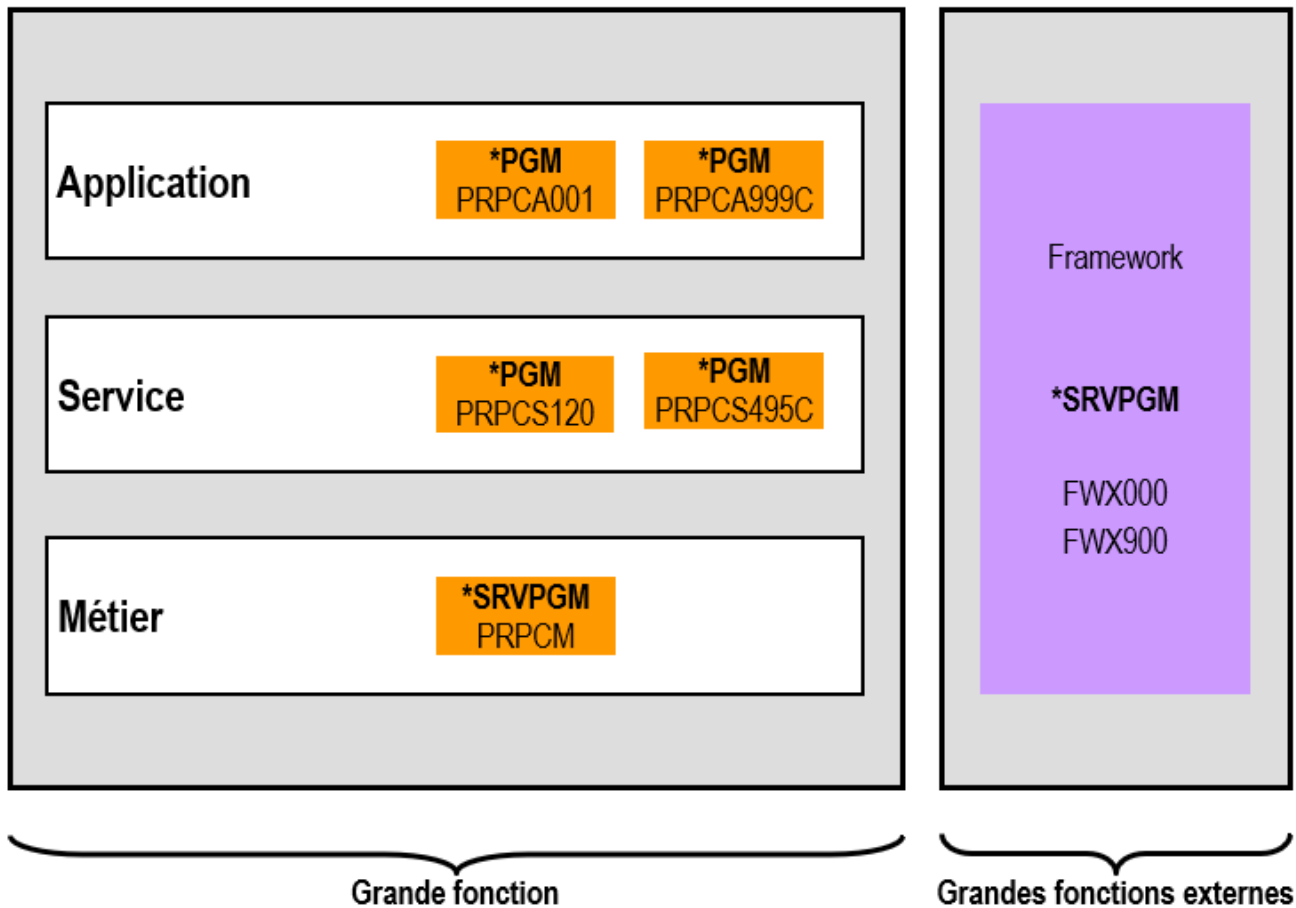 Application
*PGM
PRPCA001
*PGM
PRPCA999C
Service
*PGM
PRPCS120
*PGM
PRPCS495C
Métier
*SRVPGM
PRPCM
Grande fonction
Framework
*SRVPGM
FWX000
FWX900
Grandes fonctions externes